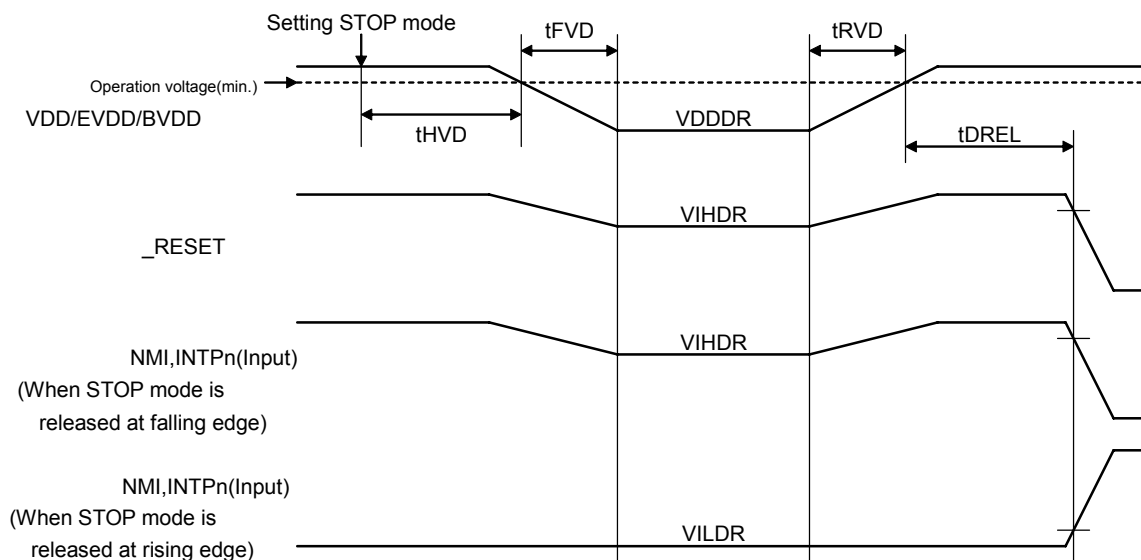 Setting STOP mode
tFVD
tRVD
Operation voltage(min.)
VDD/EVDD/BVDD
tHVD
VDDDR
tDREL
VIHDR
_RESET
VIHDR
NMI,INTPn(Input)
(When STOP mode is
released at falling edge)
NMI,INTPn(Input)
(When STOP mode is
released at rising edge)
VILDR